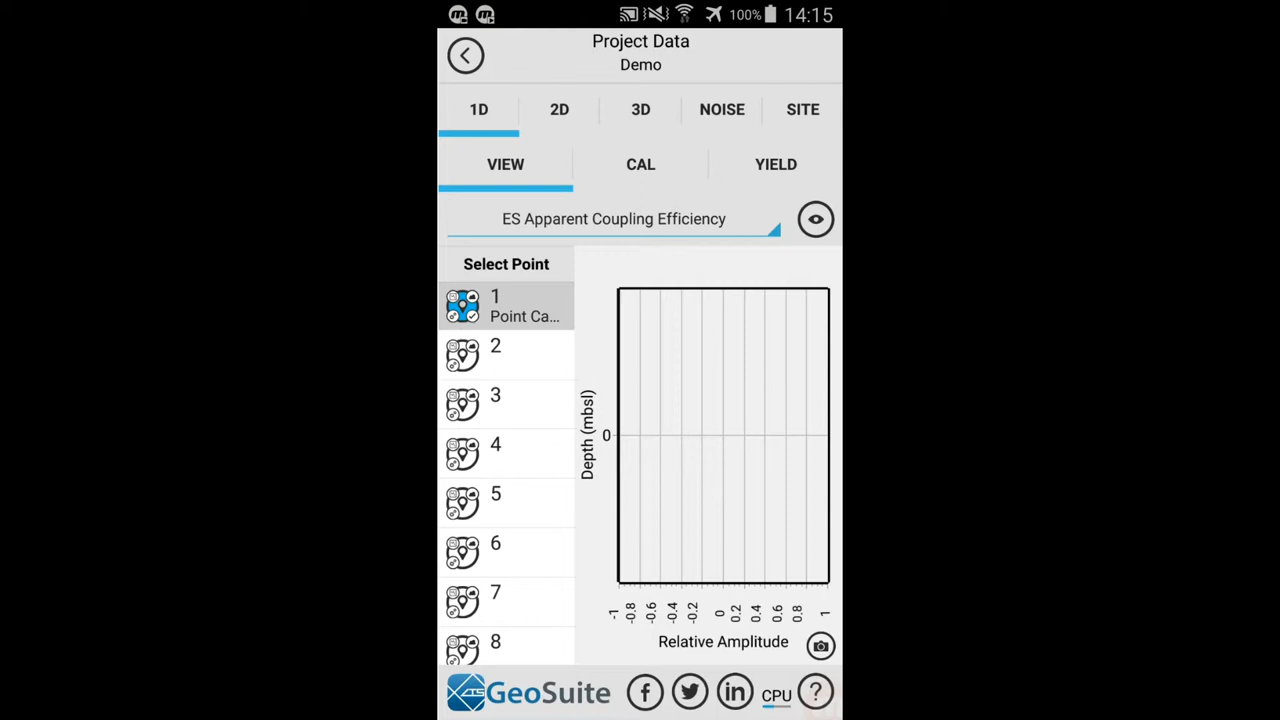 100% 14:15
Project Data
Demo
1D 2D 3D NOISE SITE
VIEW CAL YIELD
ES Apparent Coupling Efficiency
Select Point
1
Point Ca...
2
3
4
5
6
7
8
Depth (mbsl)
0
-1 -0.8 -0.6 -0.4 -0.2 0 0.2 0.4 0.6 0.8 1
Relative Amplitude
GeoSuite f in CPU ?